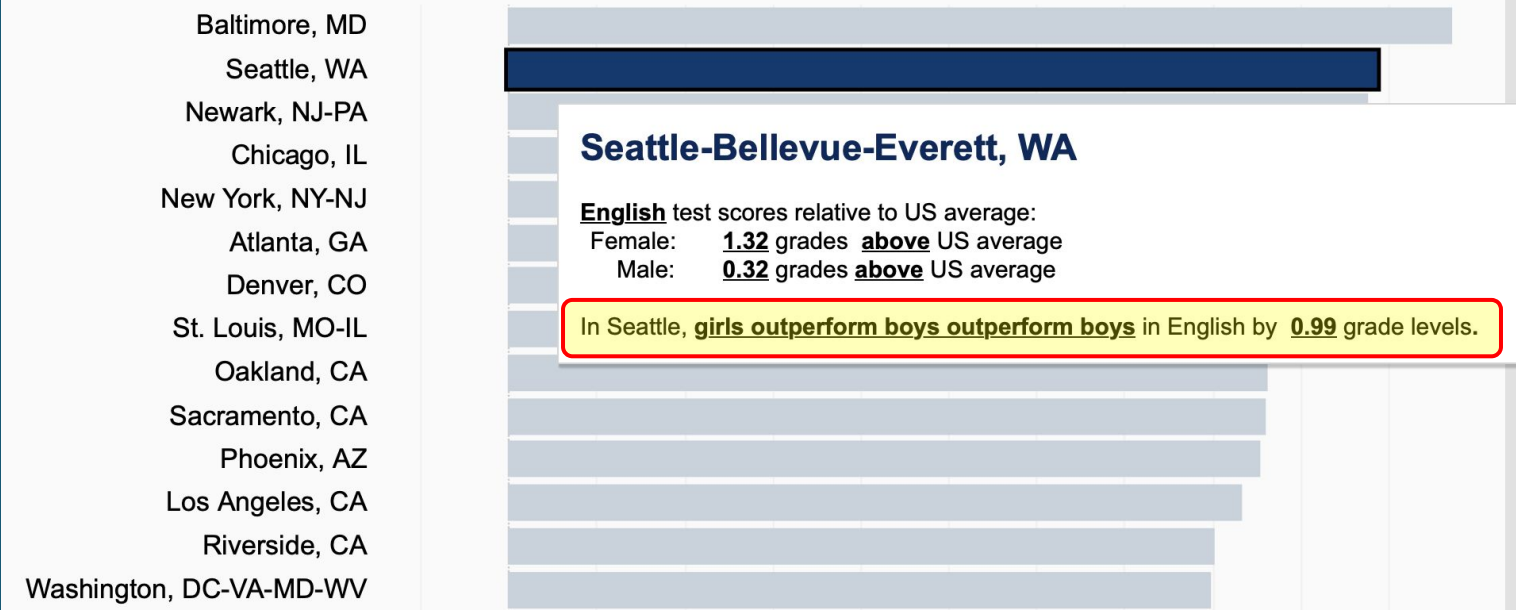 Baltimore, MD
Seattle, WA
Newark, NJ-PA
Chicago, IL
New York, NY-NJ
Atlanta, GA
Denver, CO
St. Louis, MO-IL
Oakland, CA
Sacramento, CA
Phoenix, AZ
Los Angeles, CA
Riverside, CA
Washington, DC-VA-MD-WV
Seattle-Bellevue-Everett, WA
English test scores relative to US average:
Female: 1.32 grades above US average
Male: 0.32 grades above US average
In Seattle, girls outperform boys outperform boys in English by 0.99 grade levels.